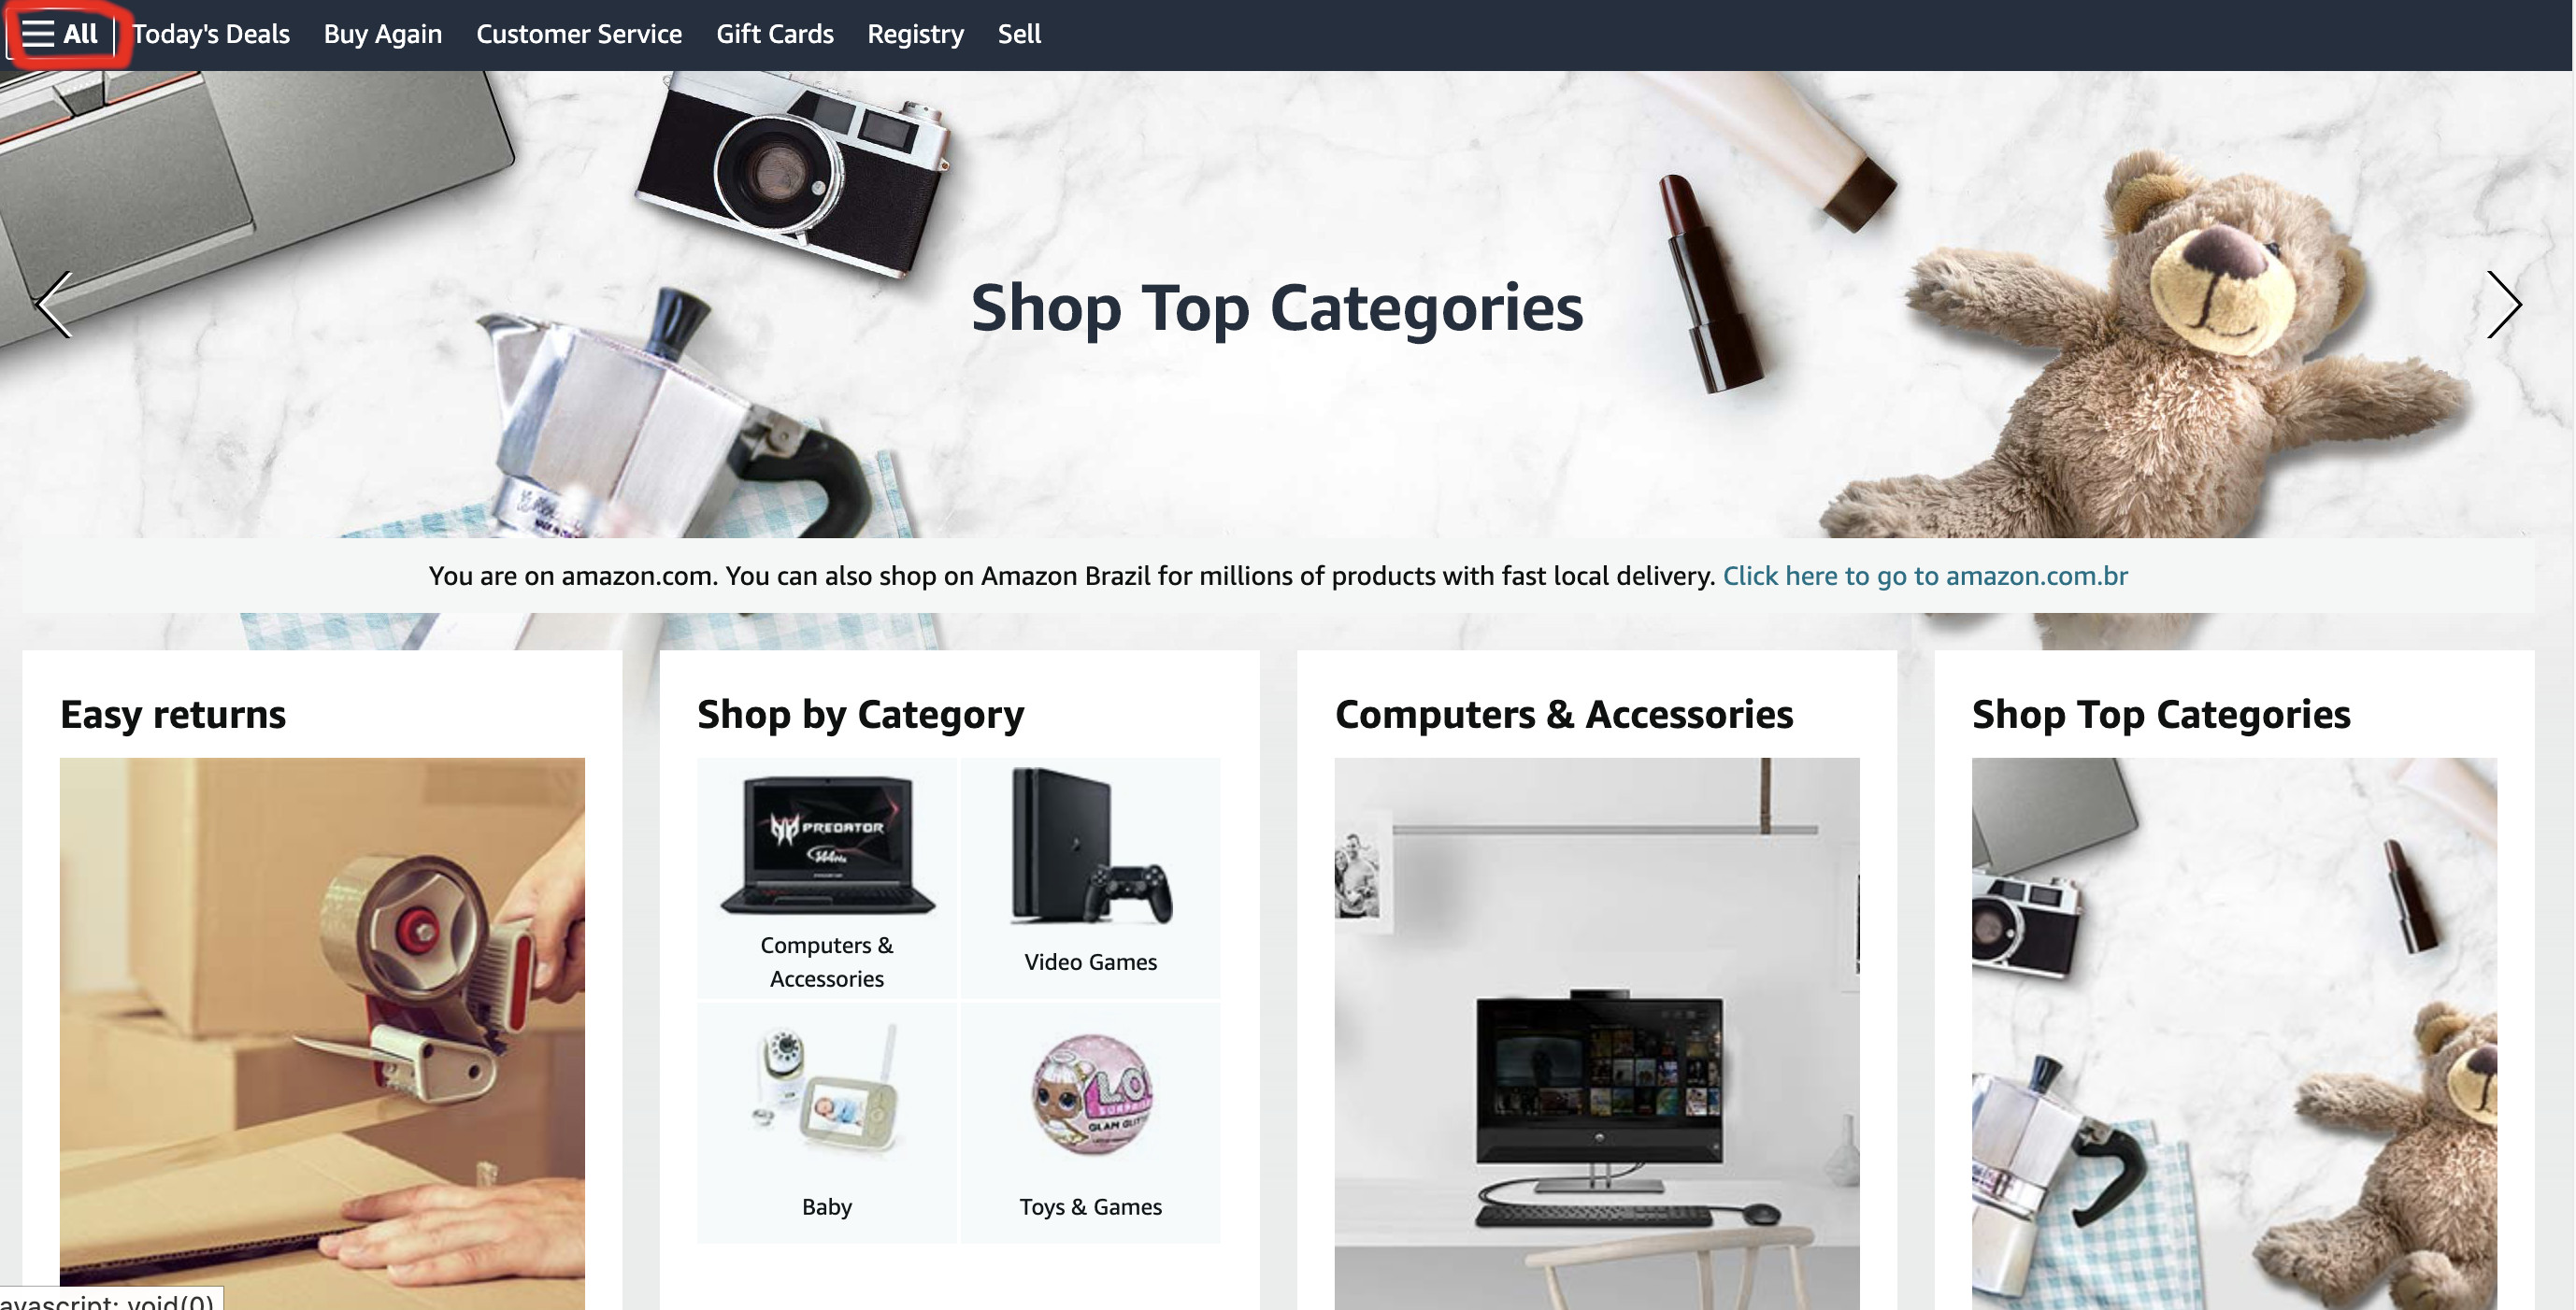 All Today's Deals Buy Again Customer Service Gift Cards Registry Sell
Shop Top Categories
You are on amazon.com. You can also shop on Amazon Brazil for millions of products with fast local delivery. Click here to go to amazon.com.br
Easy returns
Shop by Category
PREDATOR
Computers &
Accessories
Video Games
GLAM
Baby
Toys & Games
Computers & Accessories
Shop Top Categories
avascript: void(0)